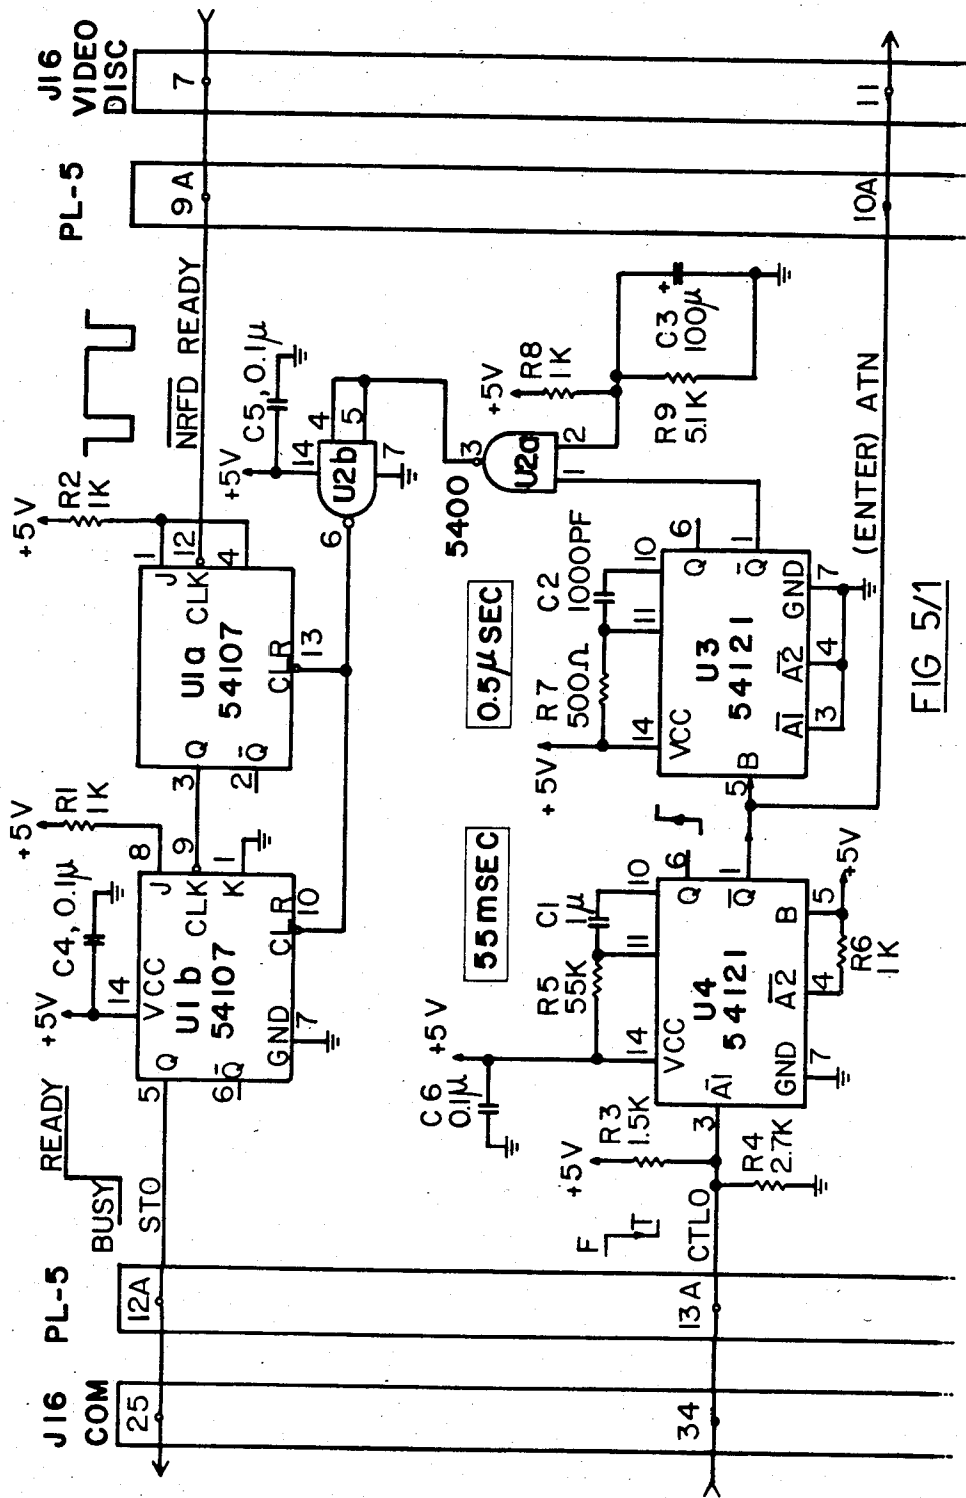 J16
COM
PL-5
PL-5
J16
VIDEO
DISC
25
12A
BUSY
READY
STO
5
Q
6
Q̄
+5V
C4, 0.1µ
14
VCC
U1b
54107
GND
7
J
8
CLK
9
K
1
CLR
10
+5V
R1
1K
3
Q
2
Q̄
U1a
54107
J
1
CLK
12
4
CLR
13
+5V
R2
1K
NRFD READY
9A
7
+5V
C5, 0.1µ
14
4
5
U2b
7
6
5400
3
U2a
1
2
+5V
R8
1K
R9
5.1K
C3
100µ
+
34
13A
CTLO
F
T
+5V
R3
1.5K
R4
2.7K
C6
0.1µ
+5V
55mSEC
R5
55K
C1
1µ
14
11
10
VCC
U4
54121
3
A̅1
GND
7
A̅2
4
B
5
Q
6
Q̄
1
R6
1K
+5V
0.5µSEC
+5V
R7
500Ω
C2
1000PF
14
11
10
VCC
U3
54121
5
B
A̅1
3
A̅2
4
GND
7
Q
6
Q̄
1
(ENTER) ATN
10A
11
FIG 5/1